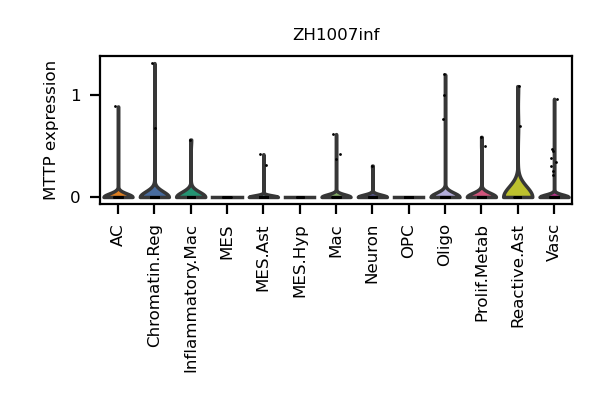 ZH1007inf
MTTP expression
1
0
AC
Chromatin.Reg
Inflammatory.Mac
MES
MES.Ast
MES.Hyp
Mac
Neuron
OPC
Oligo
Prolif.Metab
Reactive.Ast
Vasc